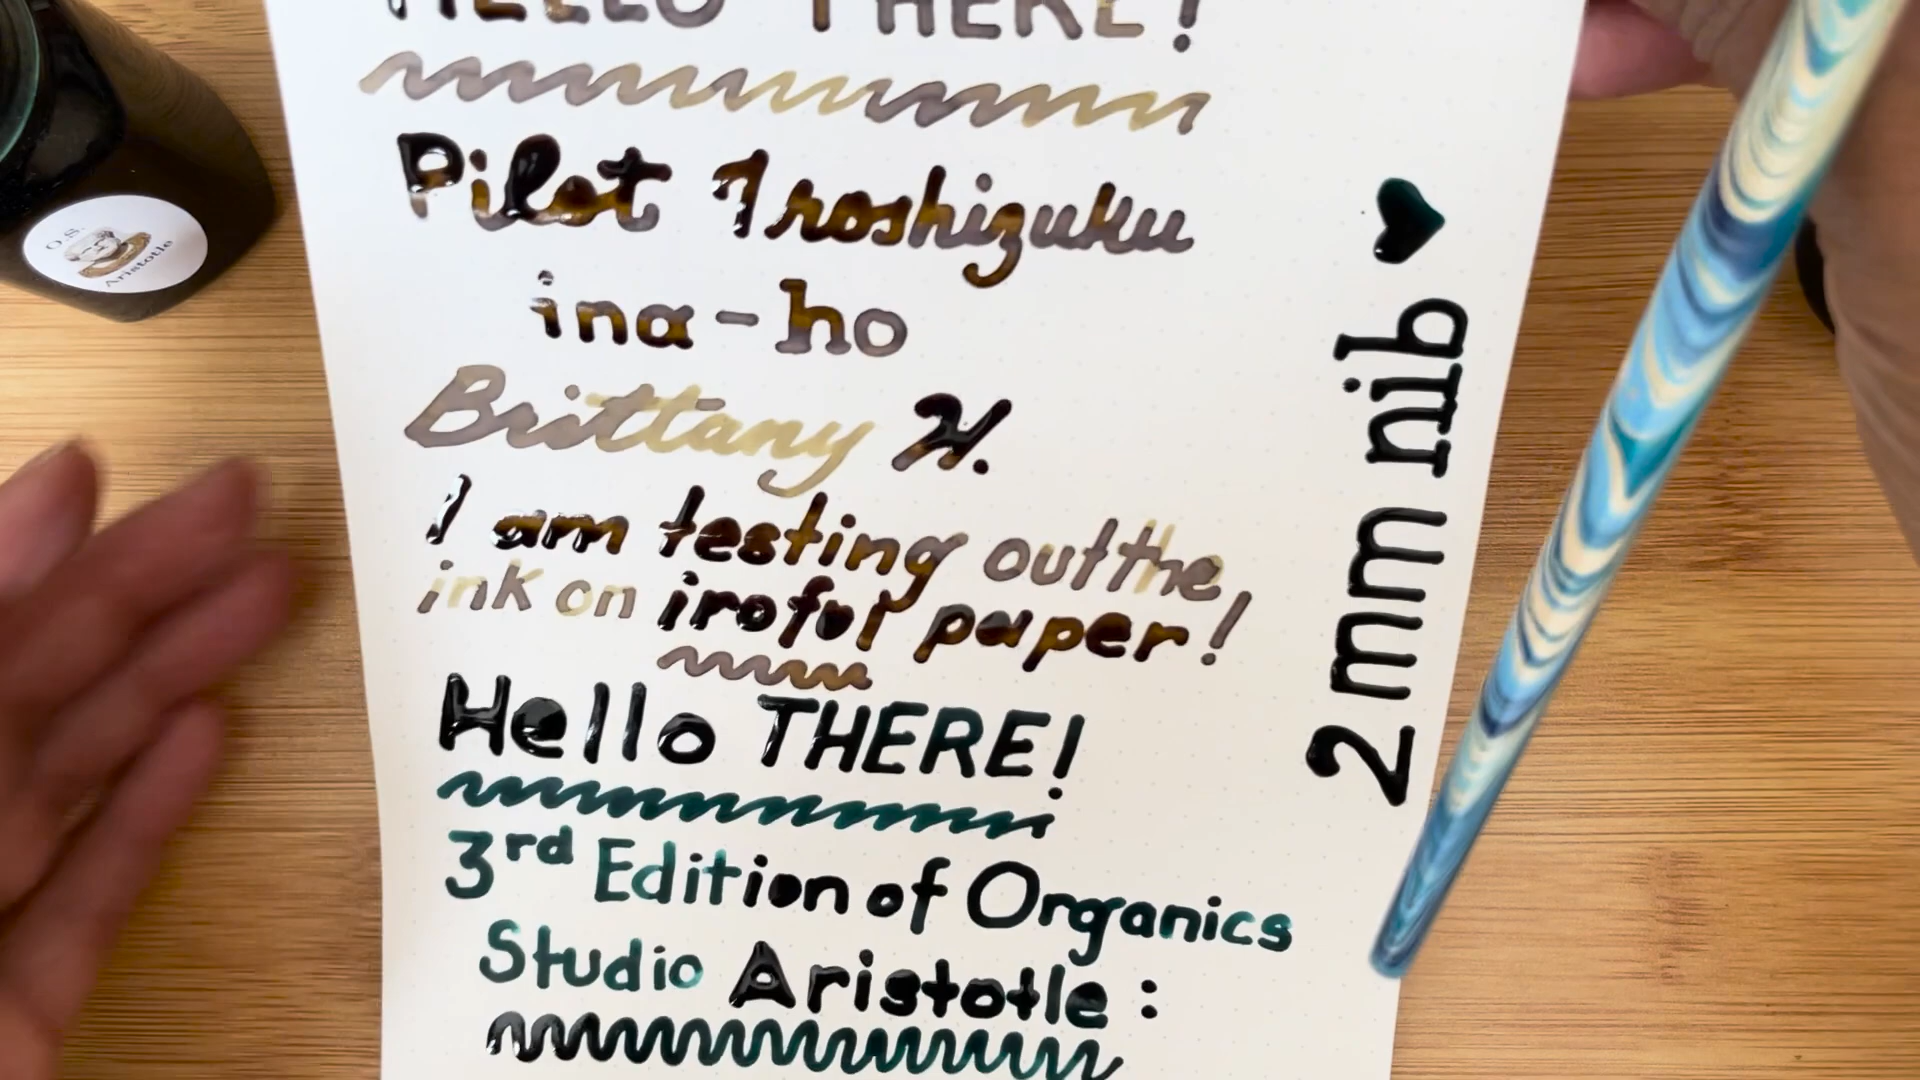 HELLO THERE!
Pilot Iroshizuku
ina-ho
Brittany H.
I am testing out the
ink on iroful paper!
Hello THERE!
3rd Edition of Organics
Studio Aristotle:
2mm nib
O.S.
Aristotle